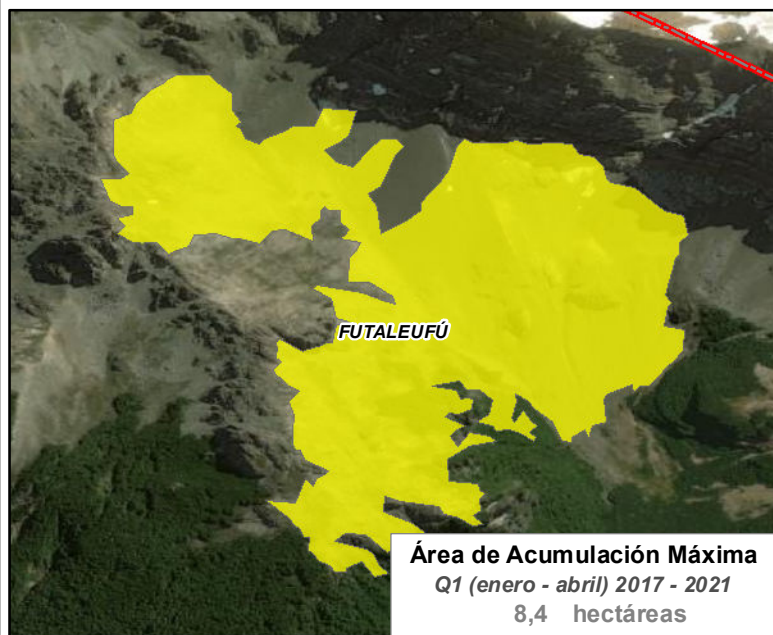 FUTALEUFÚ
Área de Acumulación Máxima
Q1 (enero - abril) 2017 - 2021
8,4 hectáreas